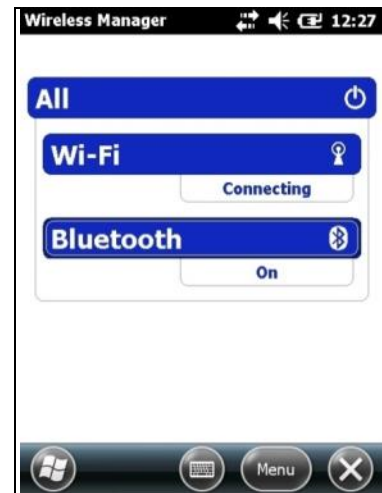 Wireless Manager 12:27
All
Wi-Fi
Connecting
Bluetooth
On
Menu